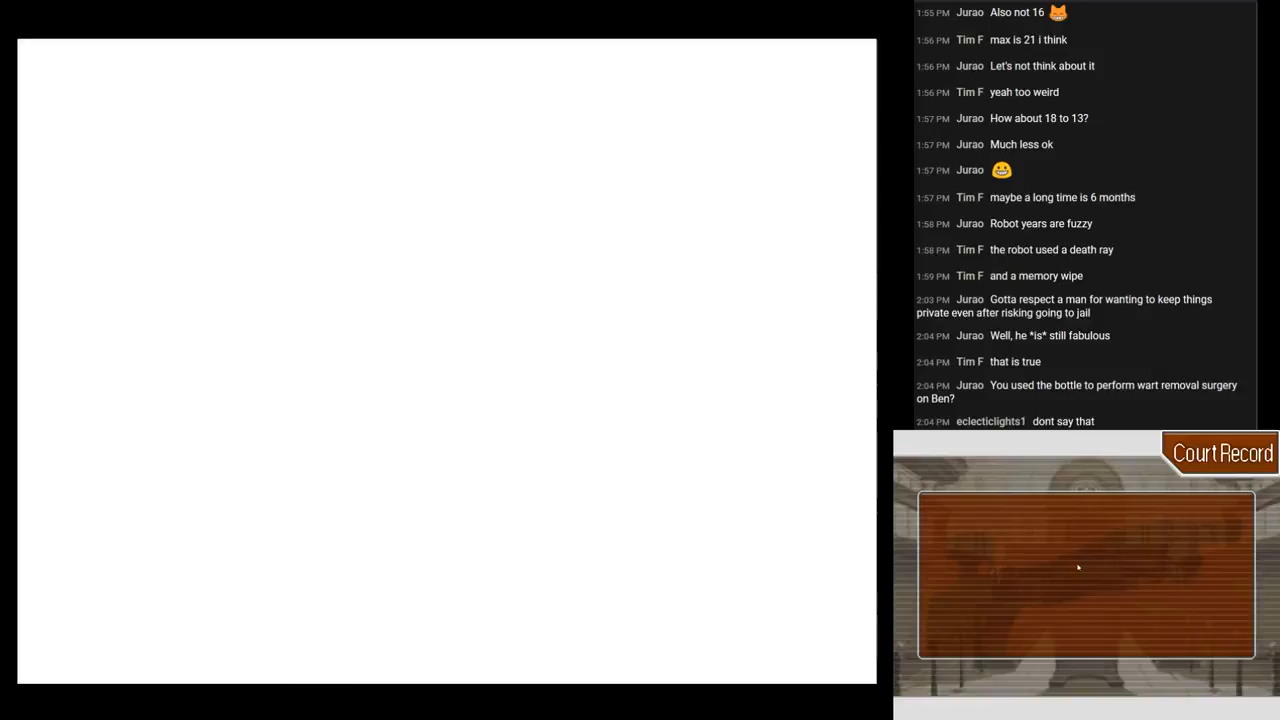 1:55 PM Jurao Also not 16
1:56 PM Tim F max is 21 i think
1:56 PM Jurao Let's not think about it
1:56 PM Tim F yeah too weird
1:57 PM Jurao How about 18 to 13?
1:57 PM Jurao Much less ok
1:57 PM Jurao
1:57 PM Tim F maybe a long time is 6 months
1:58 PM Jurao Robot years are fuzzy
1:58 PM Tim F the robot used a death ray
1:59 PM Tim F and a memory wipe
2:03 PM Jurao Gotta respect a man for wanting to keep things
private even after risking going to jail
2:04 PM Jurao Well, he *is* still fabulous
2:04 PM Tim F that is true
2:04 PM Jurao You used the bottle to perform wart removal surgery
on Ben?
2:04 PM eclecticlights1 dont say that
Court Record